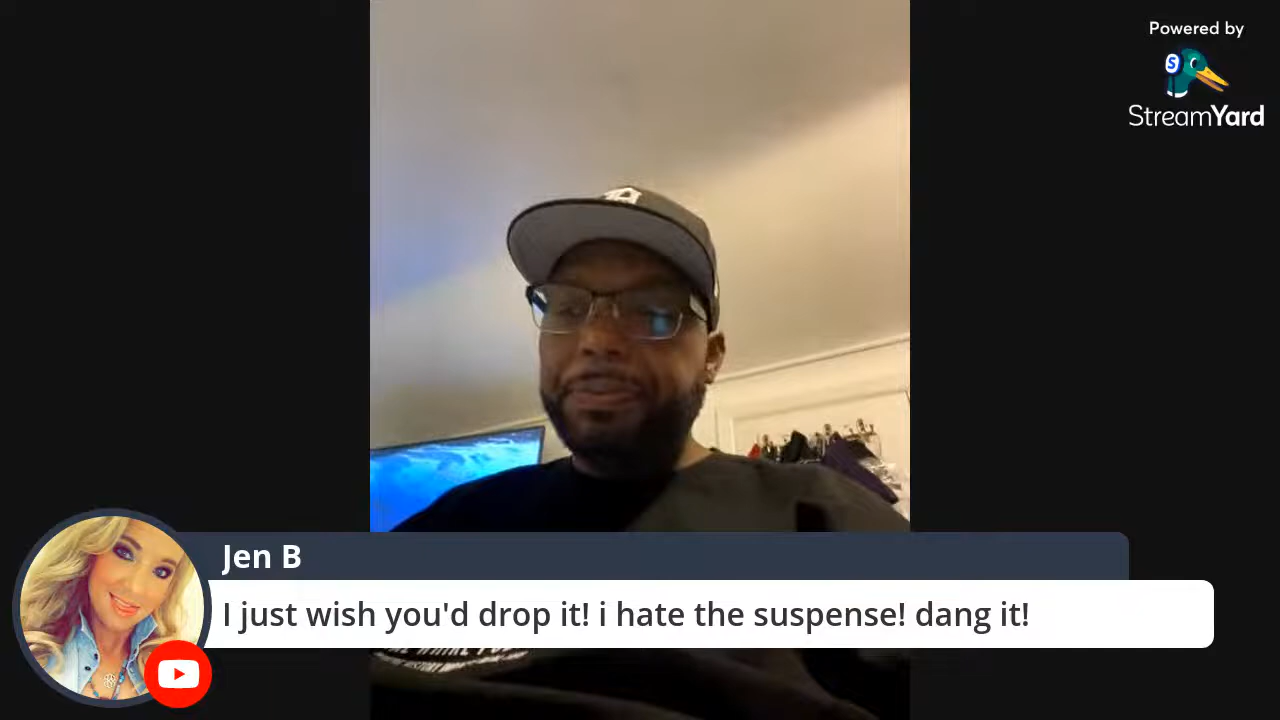 Powered by
StreamYard
Jen B
I just wish you'd drop it! i hate the suspense! dang it!